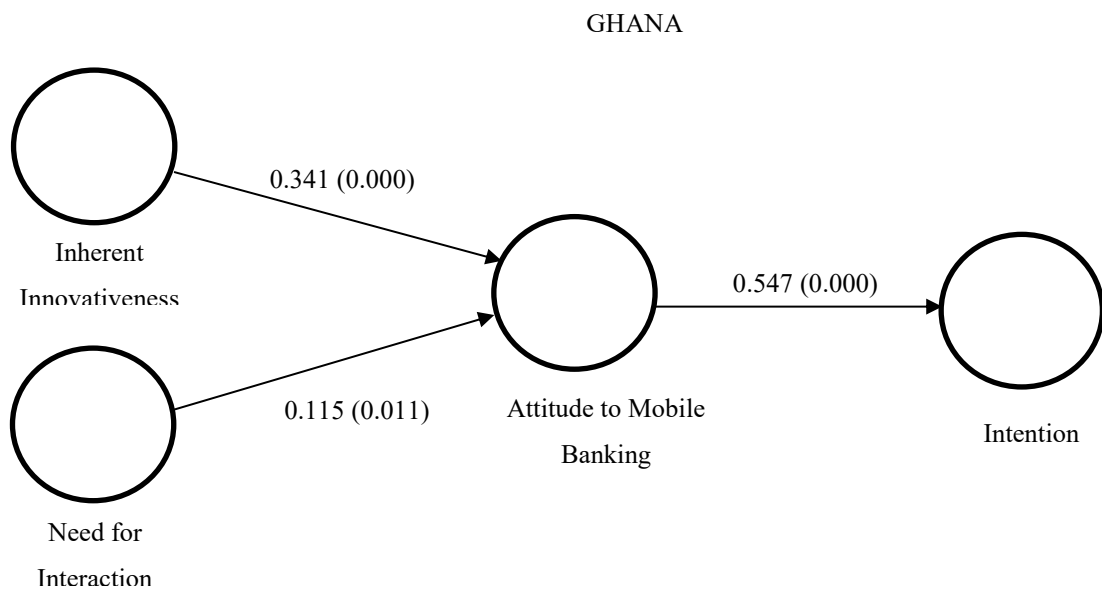 GHANA
0.341 (0.000)
Inherent
Innovativeness
0.547 (0.000)
0.115 (0.011)
Attitude to Mobile
Banking
Intention
Need for
Interaction